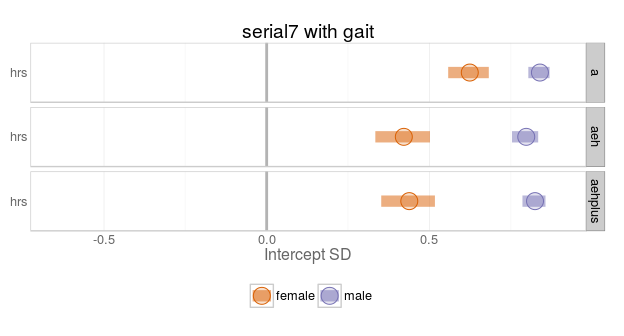 serial7 with gait
hrs
a
hrs
aeh
hrs
aehplus
-0.5 0.0 0.5
Intercept SD
female male